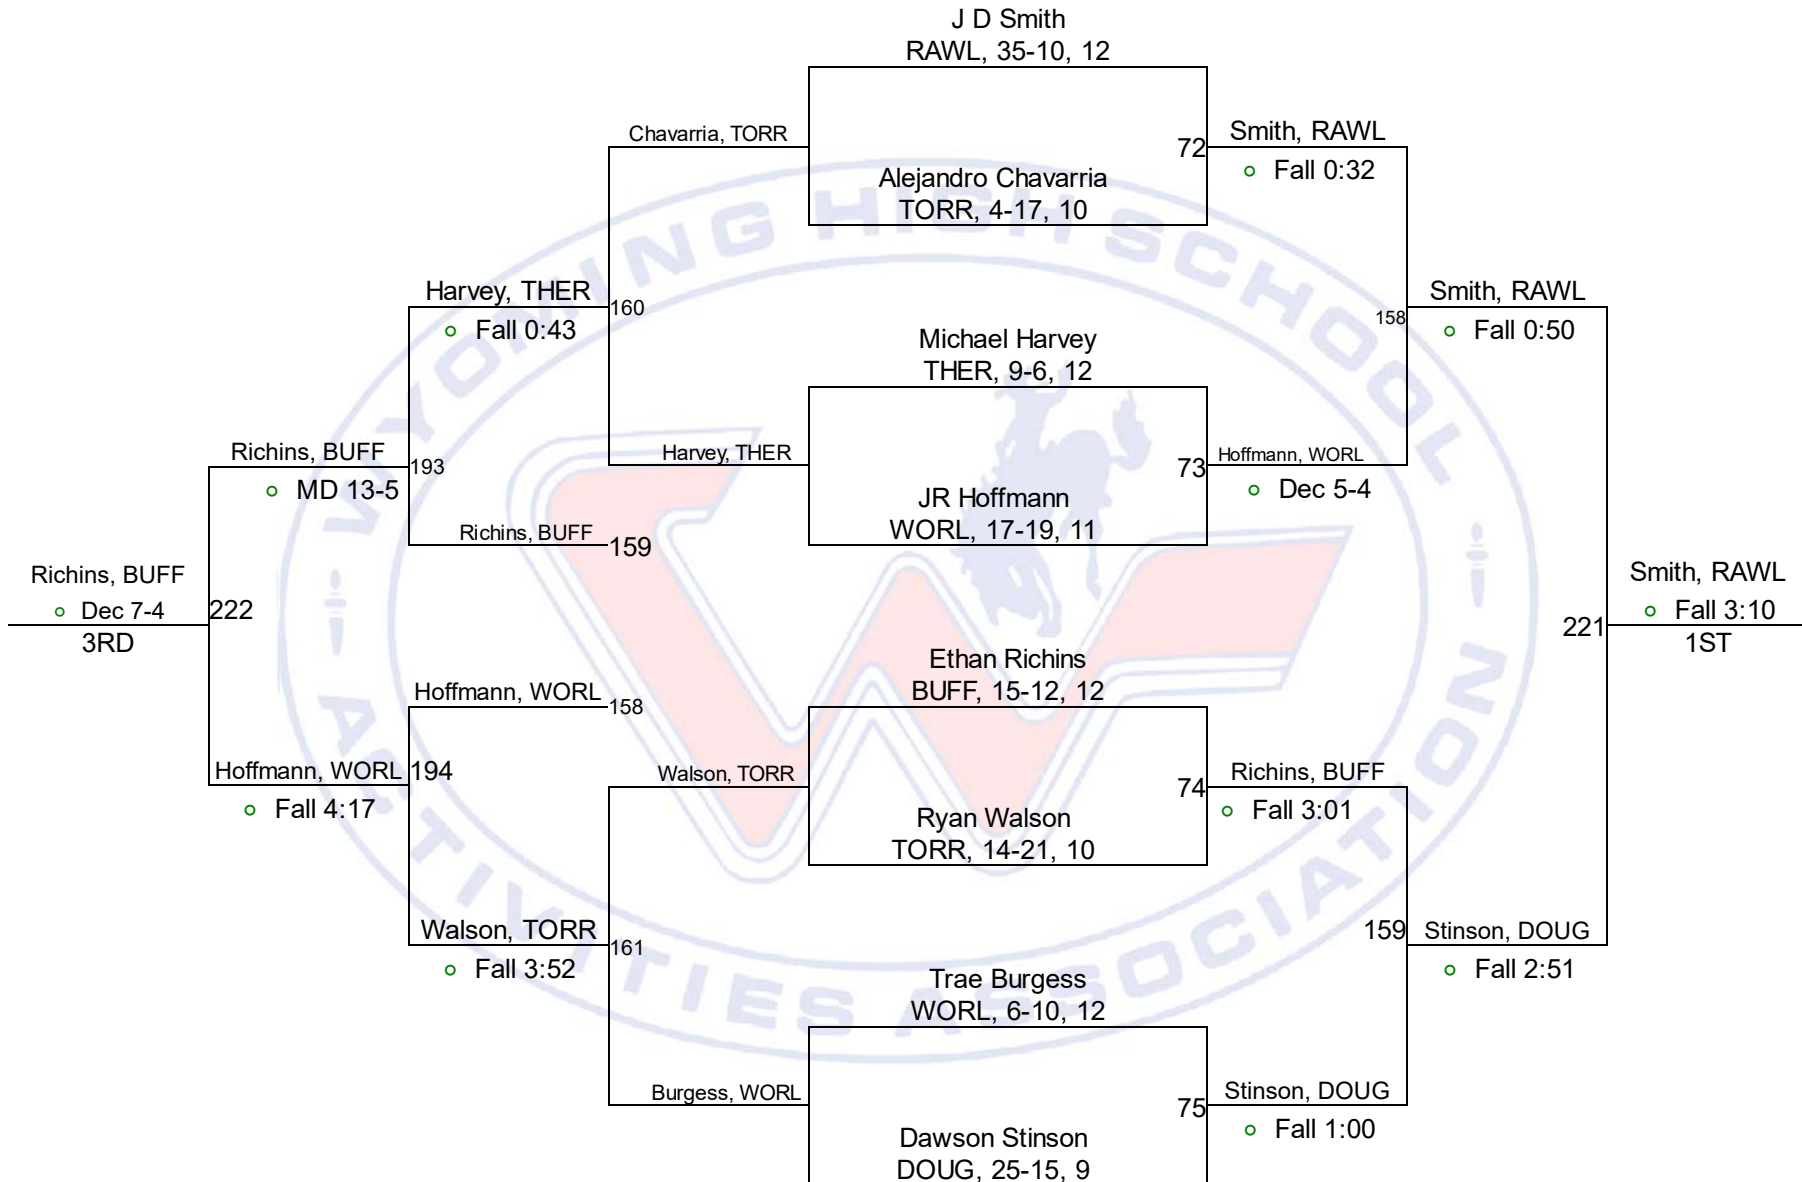 J D Smith
RAWL, 35-10, 12
Chavarria, TORR
72
Smith, RAWL
Fall 0:32
Alejandro Chavarria
TORR, 4-17, 10
Harvey, THER
160
Fall 0:43
158
Smith, RAWL
Fall 0:50
Michael Harvey
THER, 9-6, 12
Richins, BUFF
193
MD 13-5
Harvey, THER
73
Hoffmann, WORL
Dec 5-4
JR Hoffmann
WORL, 17-19, 11
Richins, BUFF
159
Richins, BUFF
Dec 7-4
222
3RD
Smith, RAWL
Fall 3:10
221
1ST
Ethan Richins
BUFF, 15-12, 12
Hoffmann, WORL
158
Hoffmann, WORL
194
Fall 4:17
Walson, TORR
74
Richins, BUFF
Fall 3:01
Ryan Walson
TORR, 14-21, 10
Walson, TORR
161
Fall 3:52
159
Stinson, DOUG
Fall 2:51
Trae Burgess
WORL, 6-10, 12
Burgess, WORL
75
Stinson, DOUG
Fall 1:00
Dawson Stinson
DOUG, 25-15, 9
WYOMING HIGH SCHOOL
ACTIVITIES ASSOCIATION